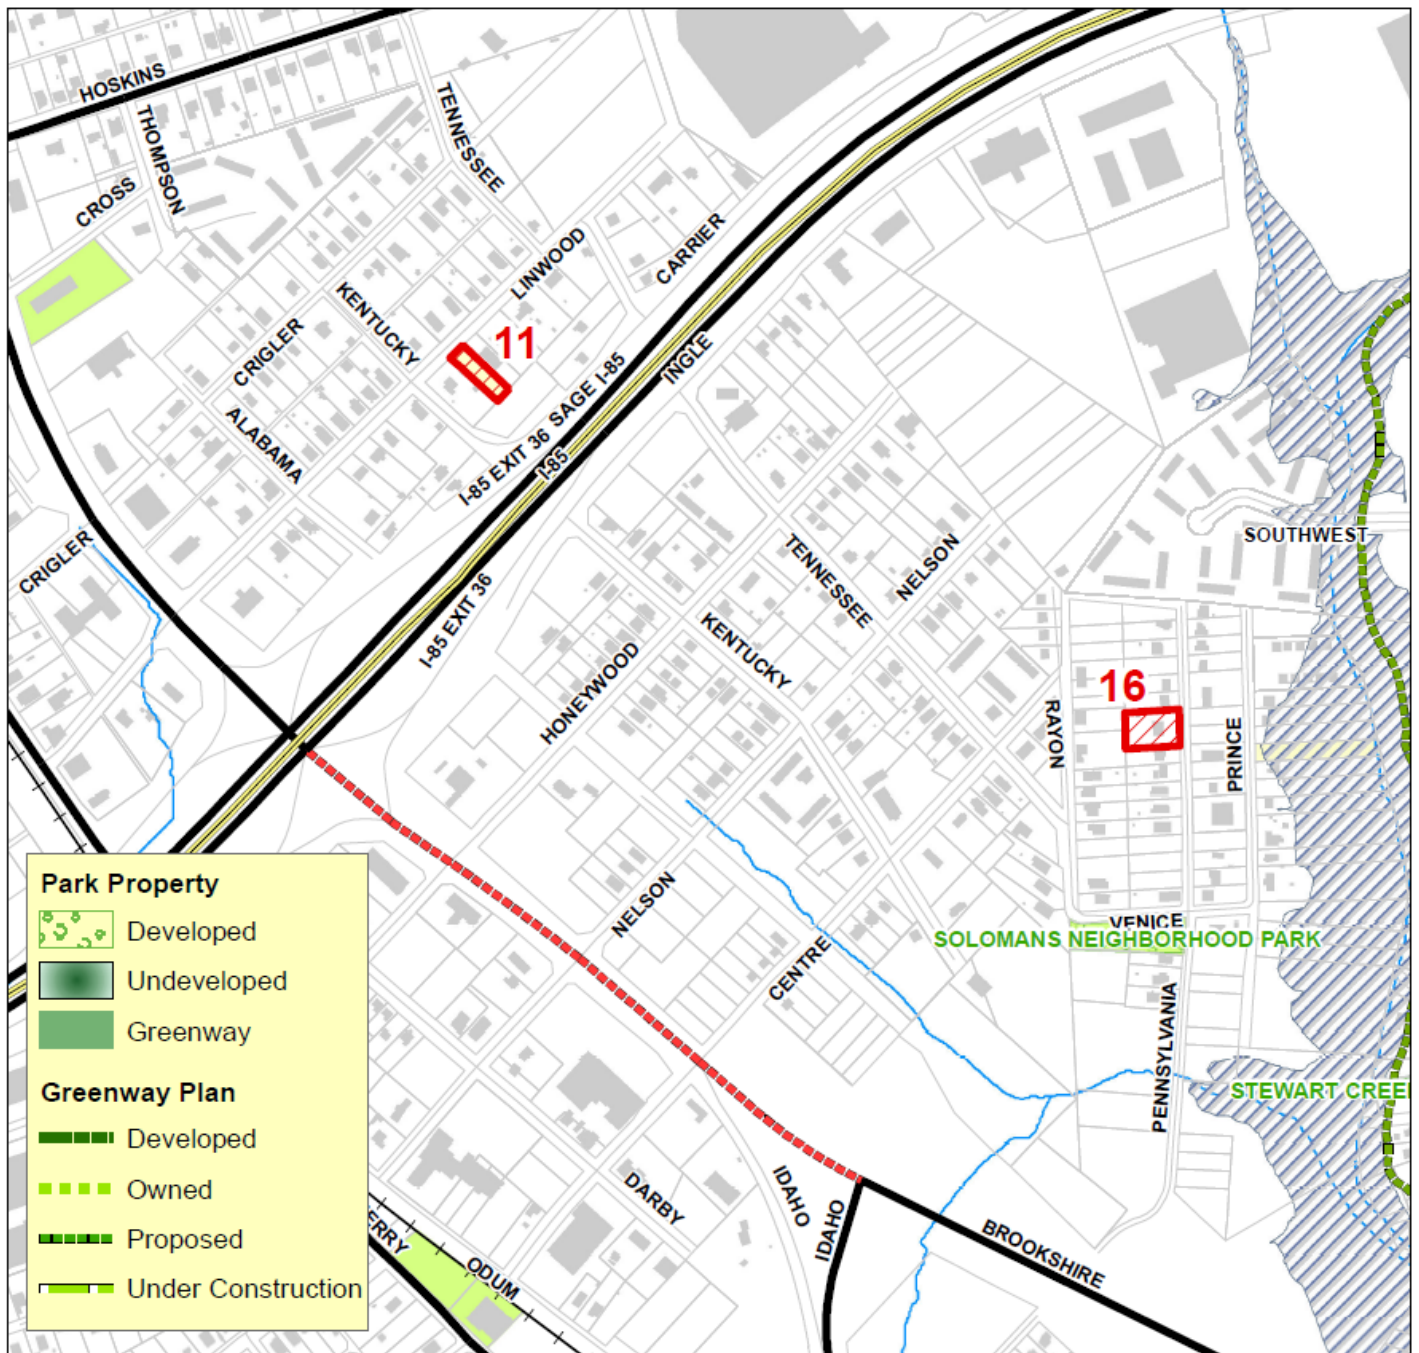 HOSKINS
THOMPSON
TENNESSEE
CROSS
LINWOOD
CARRIER
KENTUCKY
CRIGLER
11
INGLE
ALABAMA
I-85 EXIT 36 SAGE I-85
I-85
CRIGLER
I-85 EXIT 36
SOUTHWEST
TENNESSEE
NELSON
KENTUCKY
HONEYWOOD
16
RAYON
PRINCE
NELSON
CENTRE
VENICE
SOLOMANS NEIGHBORHOOD PARK
PENNSYLVANIA
STEWART CREE
IDAHO
IDAHO
DARBY
BROOKSHIRE
ERRY
ODUM
Park Property
Developed
Undeveloped
Greenway
Greenway Plan
Developed
Owned
Proposed
Under Construction